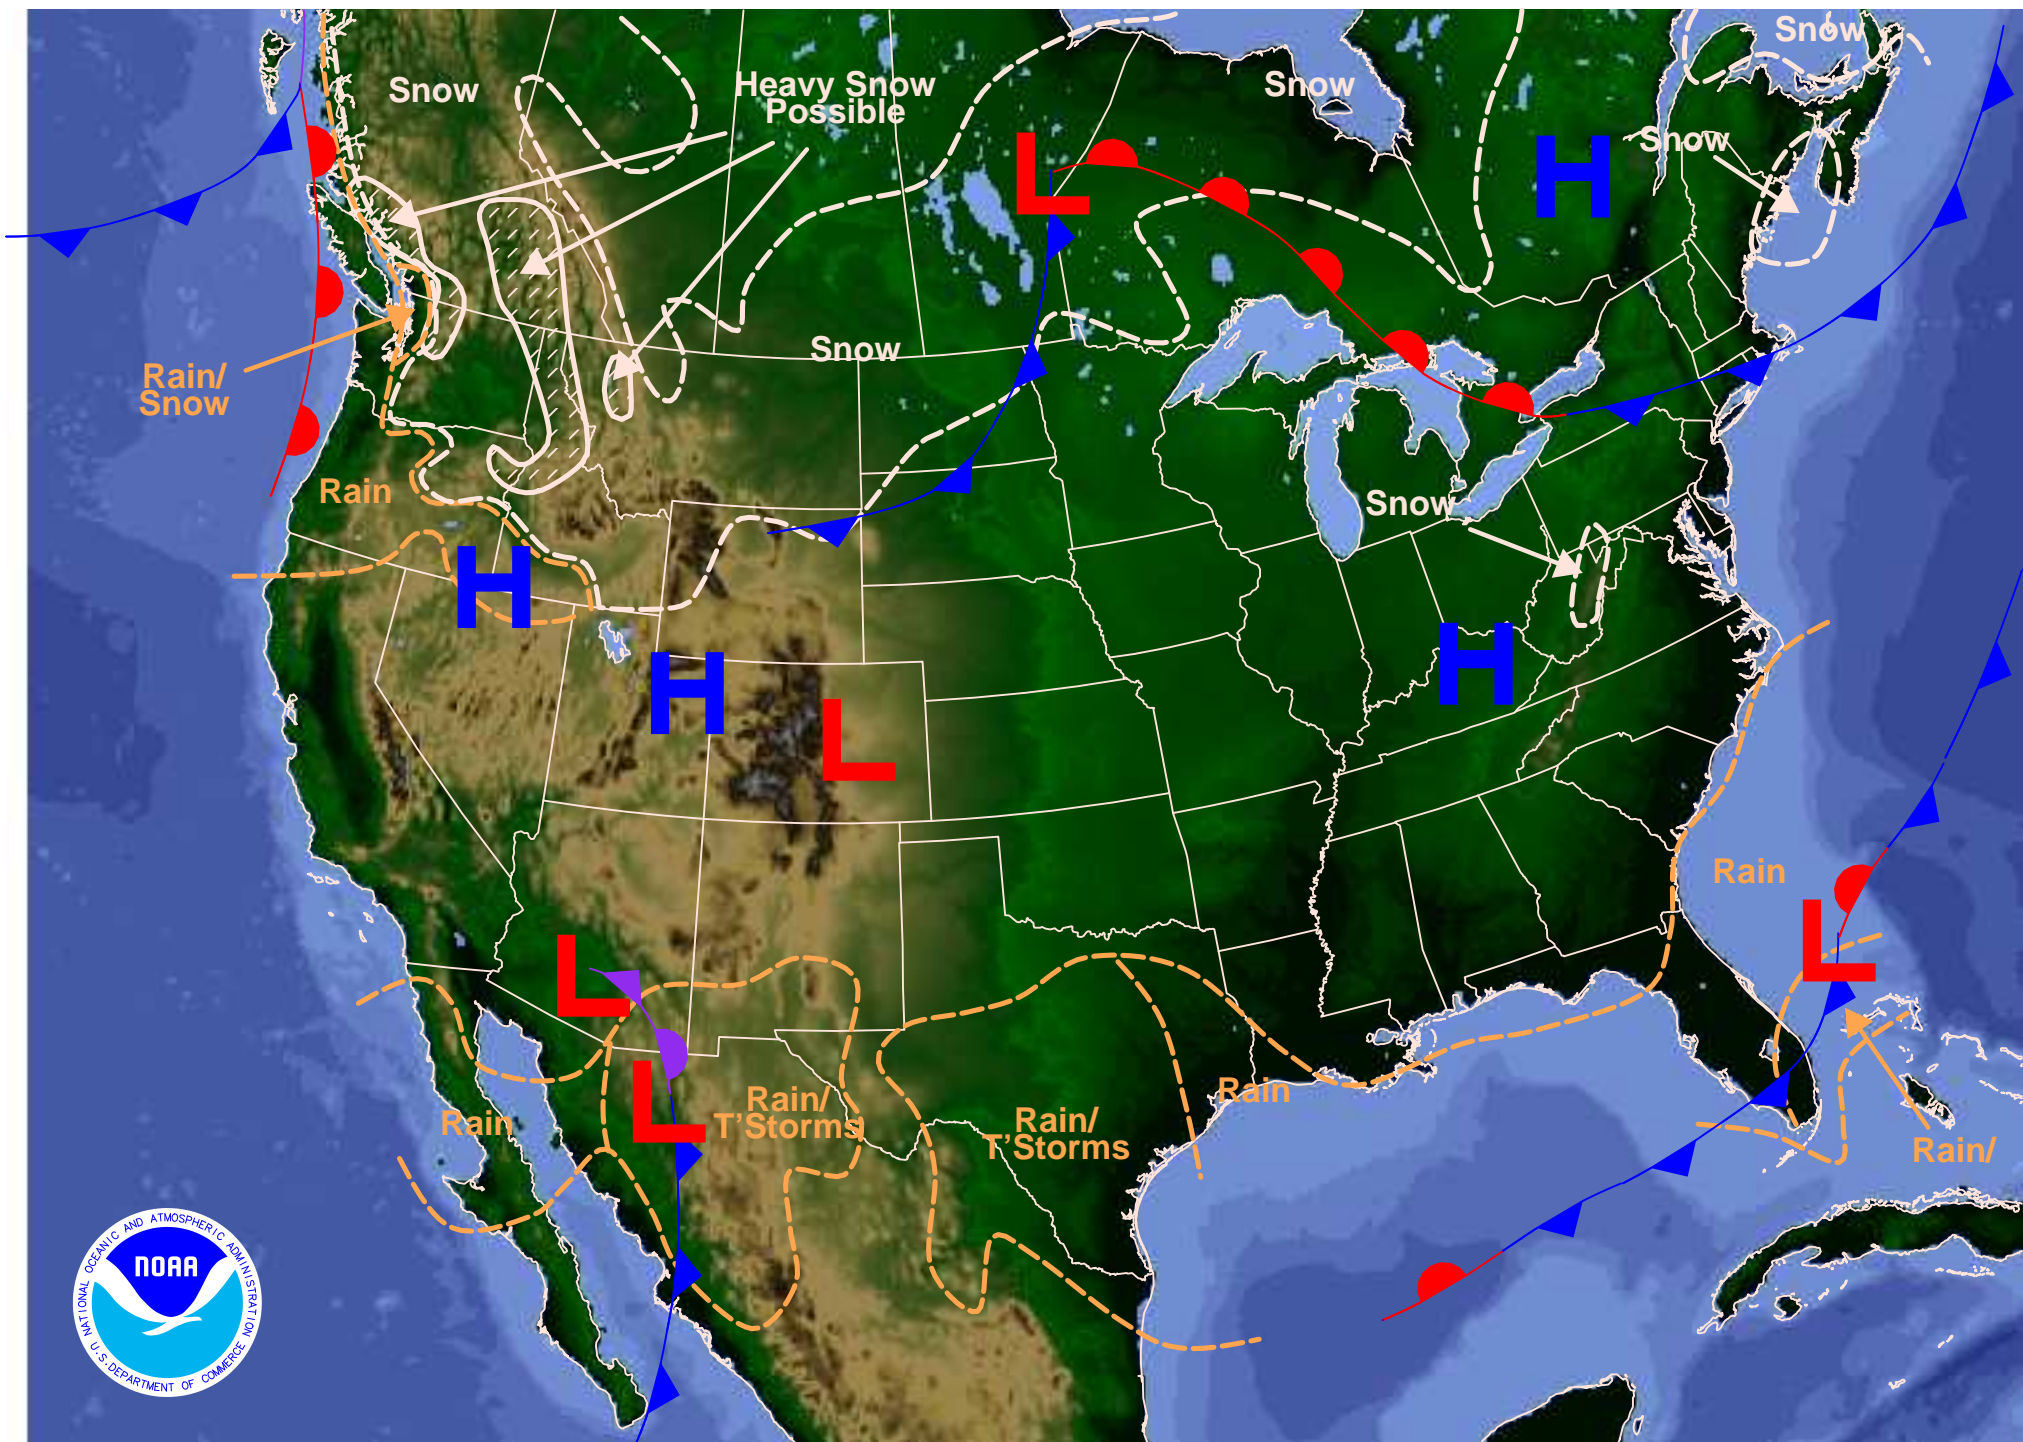 Snow
Heavy Snow
Possible
Snow
Snow
Snow
H
L
Snow
Rain/
Snow
Rain
Snow
H
H
H
L
Rain
L
L
L
Rain
Rain/
T'Storms
Rain/
T'Storms
Rain
Rain/
NATIONAL OCEANIC AND ATMOSPHERIC ADMINISTRATION
NOAA
U.S. DEPARTMENT OF COMMERCE